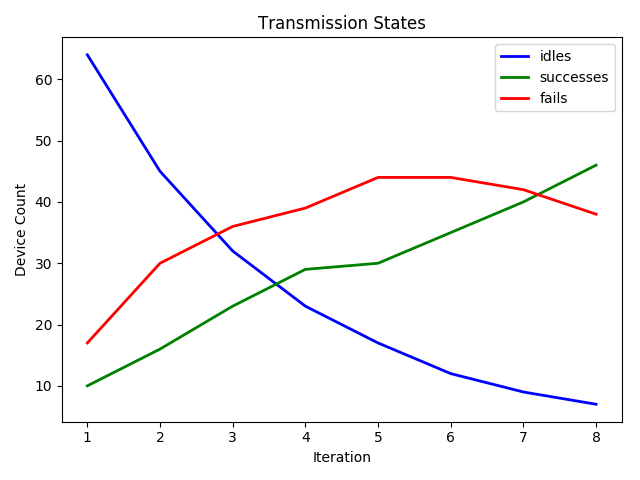 Transmission States
idles
successes
fails
Device Count
60
50
40
30
20
10
1 2 3 4 5 6 7 8
Iteration